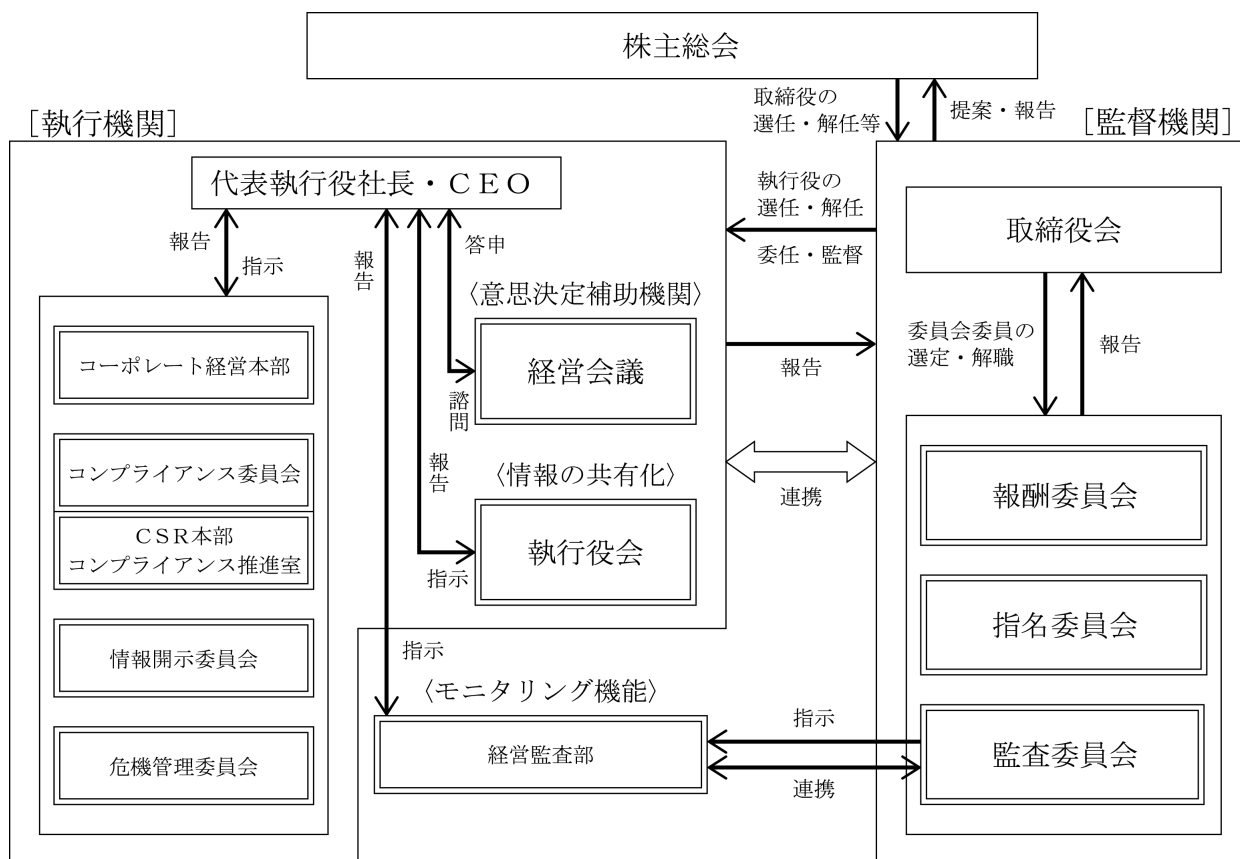 株主総会
取締役の
選任・解任等
提案・報告
[執行機関]
[監督機関]
代表執行役社長・CEO
執行役の
選任・解任
委任・監督
取締役会
報告
指示
報告
答申
〈意思決定補助機関〉
経営会議
諮問
報告
委員会委員の
選定・解職
報告
コーポレート経営本部
コンプライアンス委員会
CSR本部
コンプライアンス推進室
情報開示委員会
危機管理委員会
報告
〈情報の共有化〉
執行役会
指示
連携
報酬委員会
指名委員会
監査委員会
指示
〈モニタリング機能〉
経営監査部
指示
連携